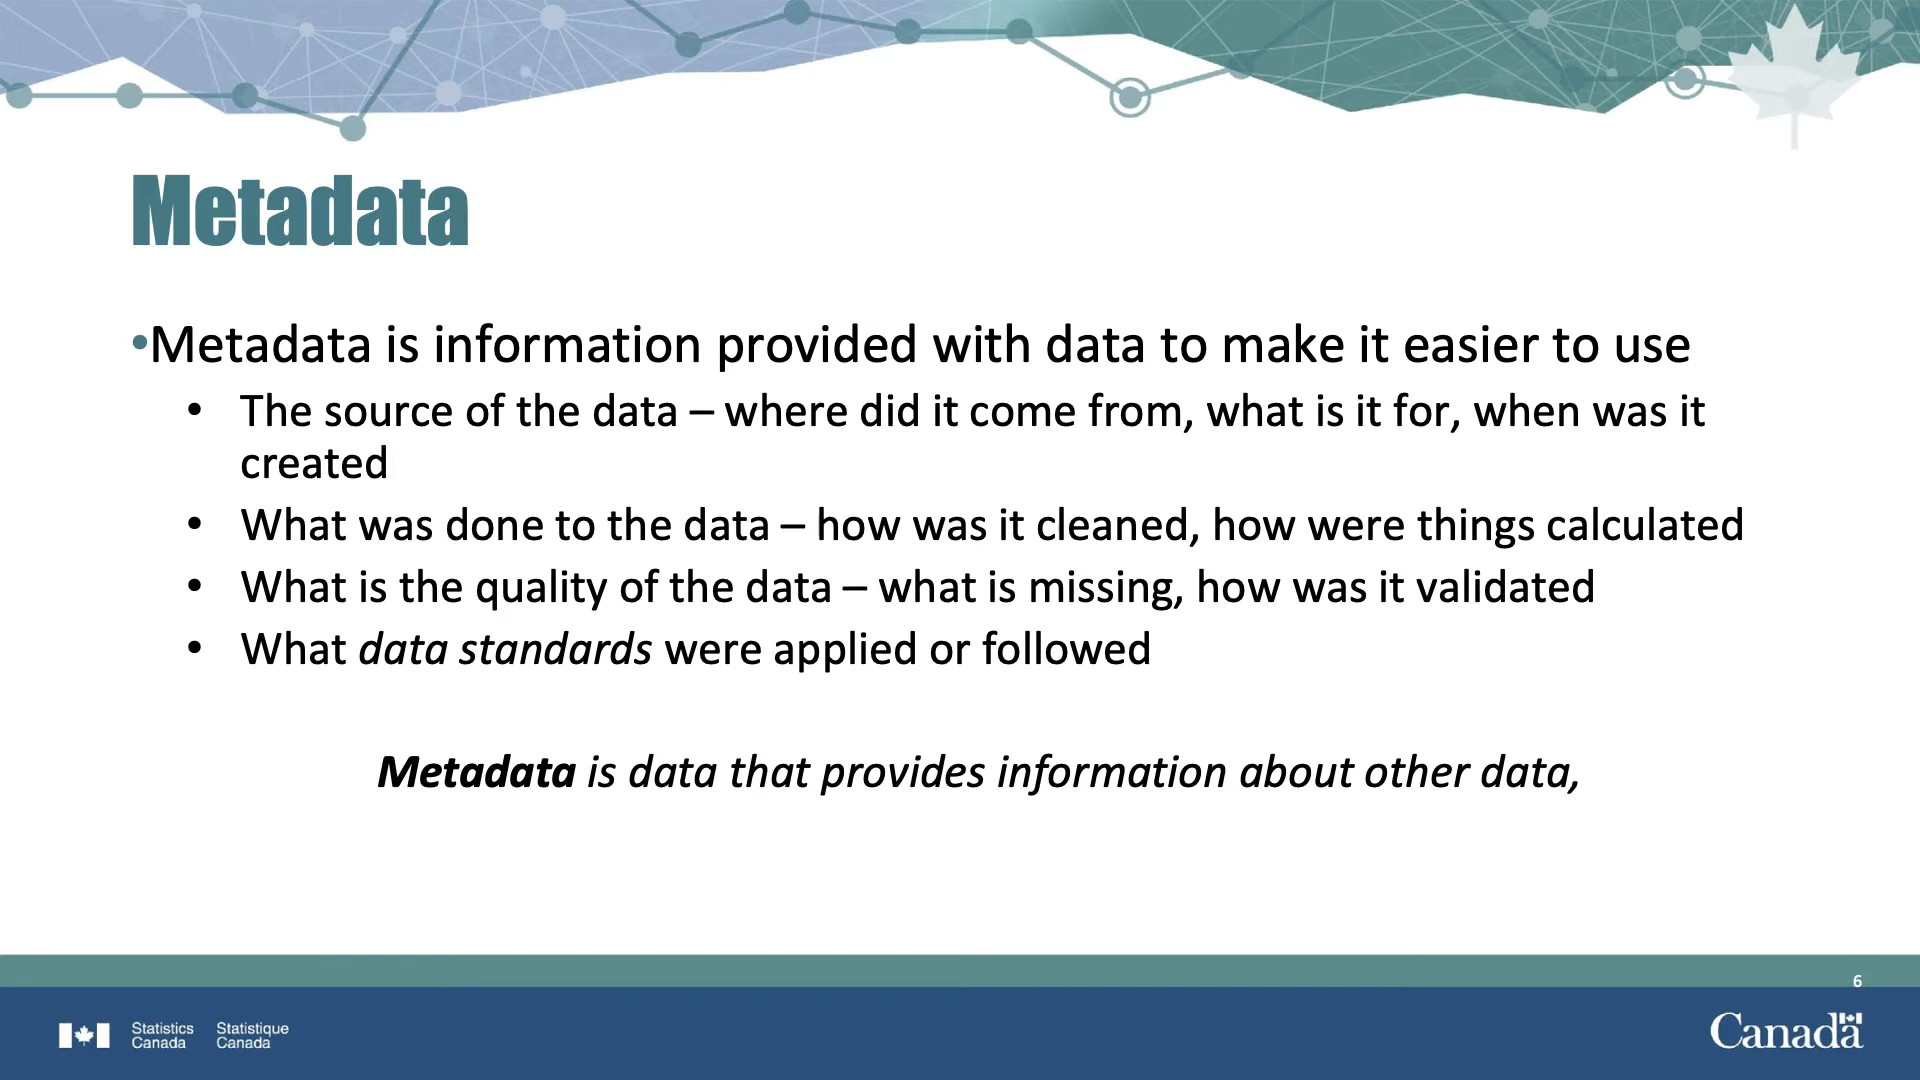 Metadata
•Metadata is information provided with data to make it easier to use
• The source of the data – where did it come from, what is it for, when was it
created
• What was done to the data – how was it cleaned, how were things calculated
• What is the quality of the data – what is missing, how was it validated
• What data standards were applied or followed
Metadata is data that provides information about other data,
6
Statistics
Canada
Statistique
Canada
Canada